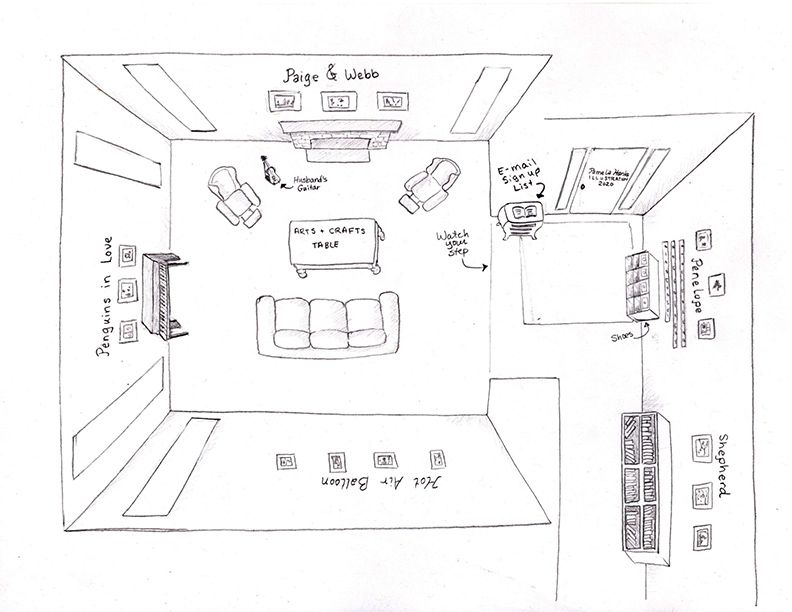 Paige & Webb
Husband's
Guitar
ARTS + CRAFTS
TABLE
Penguins in Love
Hot Air Balloon
Watch
your
Step
E-mail
Sign up
List
Pamela Hania
ILLUSTRATION
2020
Penelope
Shoes
Shepherd